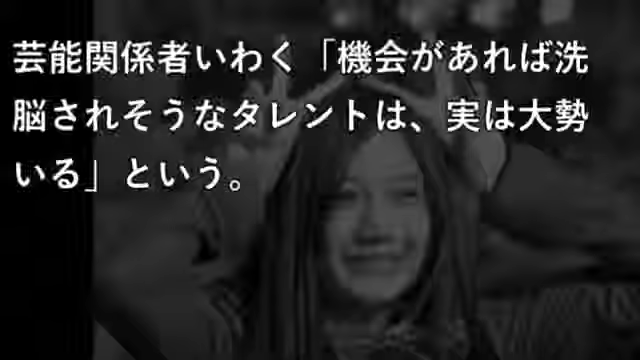 芸能関係者いわく「機会があれば洗
脳されそうなタレントは、実は大勢
いる」という。